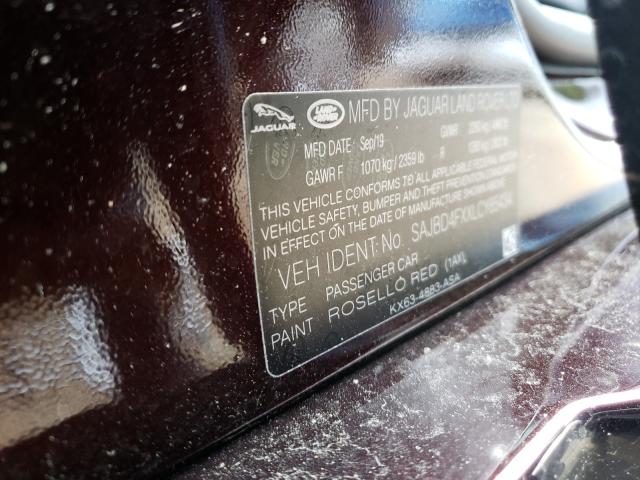 JAGUAR
LAND ROVER
MFD BY JAGUAR LAND ROVER LTD
MFD DATE Sep/19 GVWR
GAWR F 1070 kg / 2359 lb R
THIS VEHICLE CONFORMS TO ALL APPLICABLE FEDERAL MOTOR
VEHICLE SAFETY, BUMPER AND THEFT PREVENTION STANDARDS
IN EFFECT ON THE DATE OF MANUFACTURE SHOWN ABOVE
VEH IDENT: No.
TYPE PASSENGER CAR
PAINT ROSELLO RED (1AX),
KX63-4883-ASA